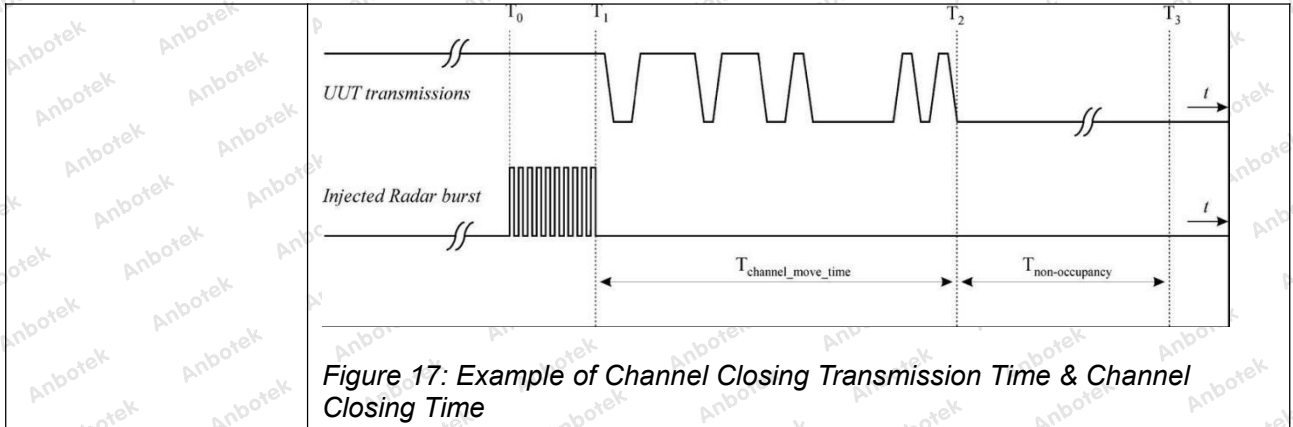 T0 T1 T2 T3
UUT transmissions
t
Injected Radar burst
t
Tchannel_move_time
Tnon-occupancy
Figure 17: Example of Channel Closing Transmission Time & Channel
Closing Time
Anbotek